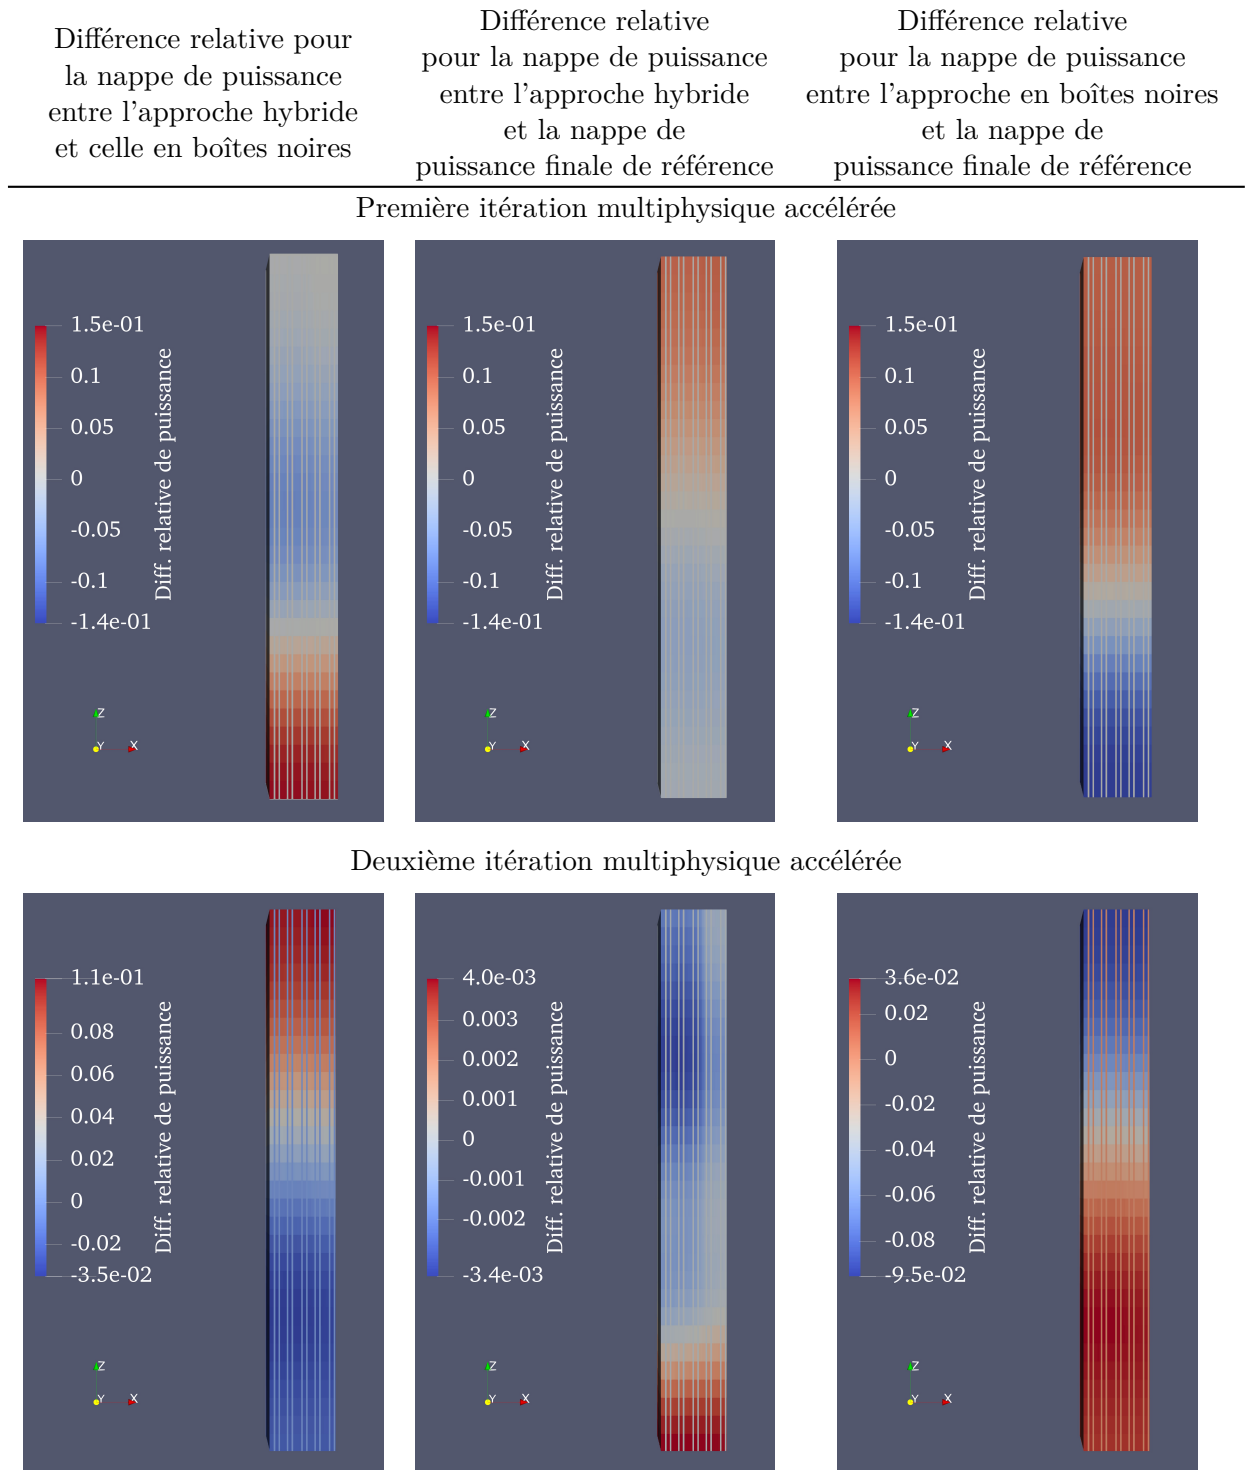 Différence relative pour
la nappe de puissance
entre l'approche hybride
et celle en boîtes noires
Différence relative
pour la nappe de puissance
entre l'approche hybride
et la nappe de
puissance finale de référence
Différence relative
pour la nappe de puissance
entre l'approche en boîtes noires
et la nappe de
puissance finale de référence
Première itération multiphysique accélérée
1.5e-01
0.1
0.05
0
-0.05
-0.1
-1.4e-01
Diff. relative de puissance
Z
Y X
1.5e-01
0.1
0.05
0
-0.05
-0.1
-1.4e-01
Diff. relative de puissance
Z
Y X
1.5e-01
0.1
0.05
0
-0.05
-0.1
-1.4e-01
Diff. relative de puissance
Z
Y X
Deuxième itération multiphysique accélérée
1.1e-01
0.08
0.06
0.04
0.02
0
-0.02
-3.5e-02
Diff. relative de puissance
Z
Y X
4.0e-03
0.003
0.002
0.001
0
-0.001
-0.002
-3.4e-03
Diff. relative de puissance
Z
Y X
3.6e-02
0.02
0
-0.02
-0.04
-0.06
-0.08
-9.5e-02
Diff. relative de puissance
Z
Y X